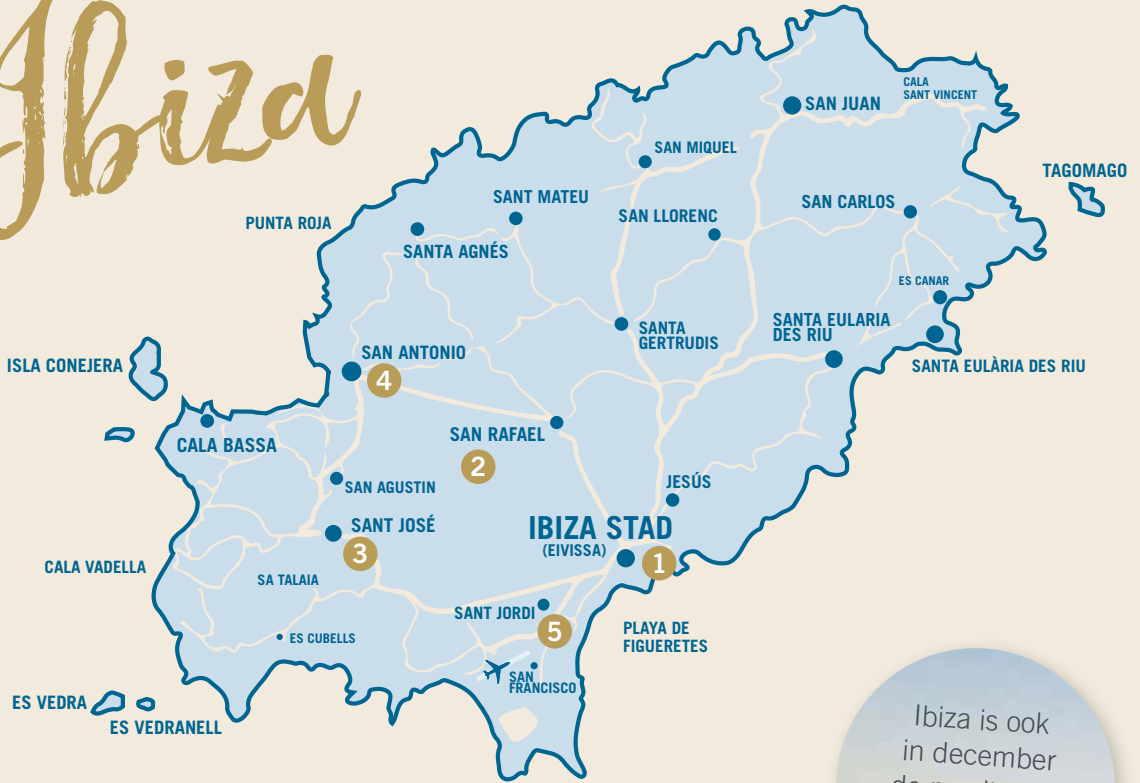 Ibiza
CALA
SANT VINCENT
SAN JUAN
SAN MIQUEL
TAGOMAGO
SANT MATEU
SAN CARLOS
SAN LLORENC
PUNTA ROJA
SANTA AGNÉS
ES CANAR
SANTA EULARIA
DES RIU
SANTA
GERTRUDIS
SAN ANTONIO
4
ISLA CONEJERA
SANTA EULÀRIA DES RIU
CALA BASSA
SAN RAFAEL
2
SAN AGUSTIN
JESÚS
SANT JOSÉ
3
IBIZA STAD
(EIVISSA)
1
CALA VADELLA
SA TALAIA
SANT JORDI
5
ES CUBELLS
PLAYA DE
FIGUERETES
SAN
FRANCISCO
ES VEDRA
ES VEDRANELL
Ibiza is ook
in december